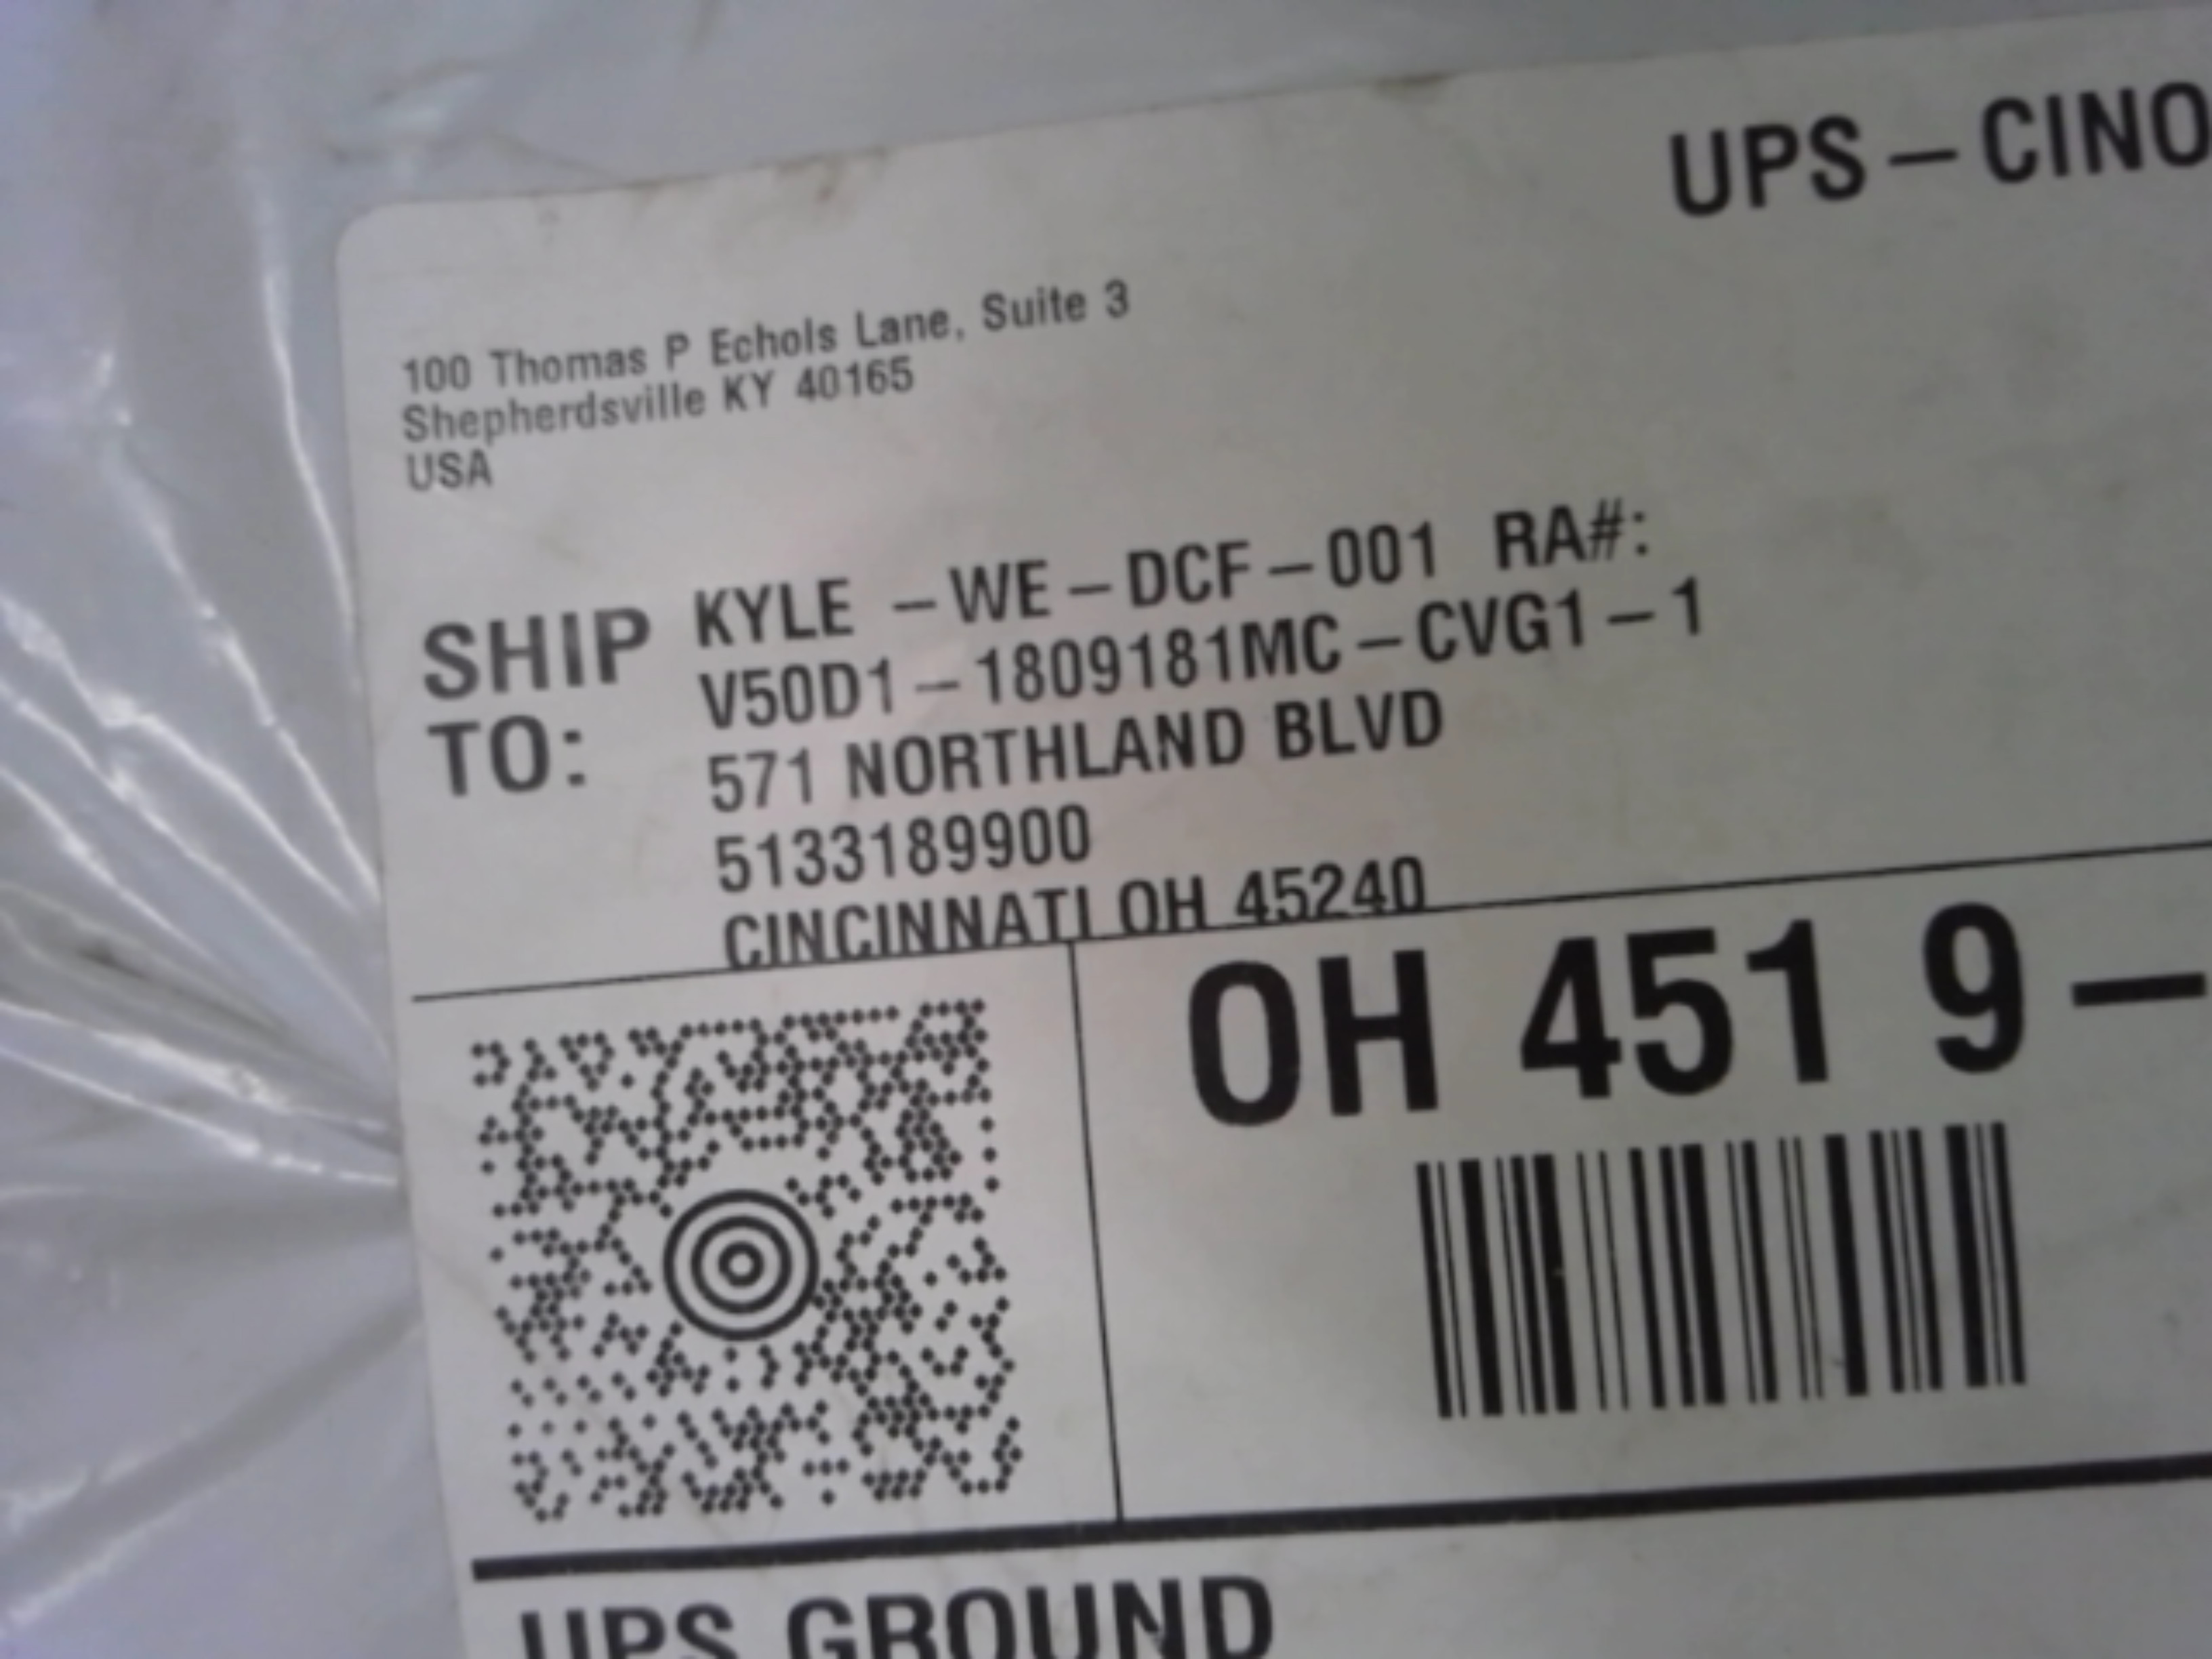 UPS – CINO
100 Thomas P Echols Lane, Suite 3
Shepherdsville KY 40165
USA
SHIP TO:
KYLE –WE–DCF–001 RA#:
V50D1–1809181MC–CVG1–1
571 NORTHLAND BLVD
5133189900
CINCINNATI OH 45240
OH 451 9 –
UPS GROUND